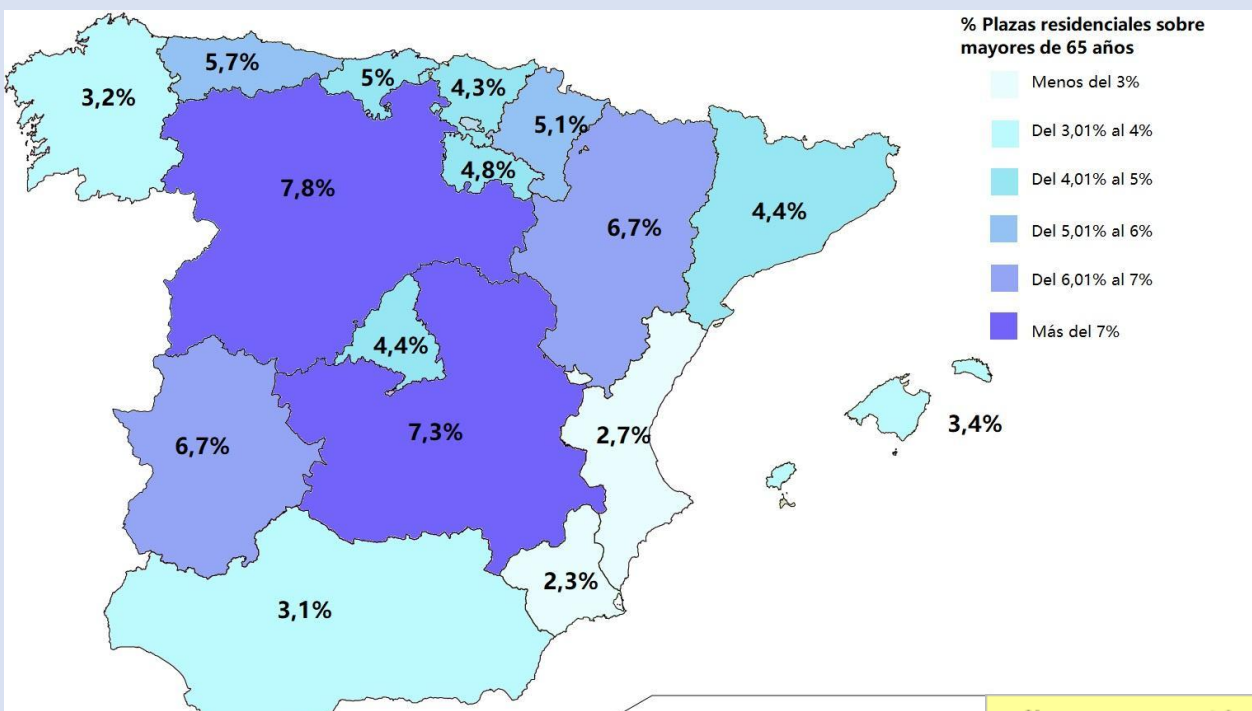 % Plazas residenciales sobre
mayores de 65 años
Menos del 3%
Del 3,01% al 4%
Del 4,01% al 5%
Del 5,01% al 6%
Del 6,01% al 7%
Más del 7%
3,2%
5,7%
5%
4,3%
5,1%
4,8%
7,8%
6,7%
4,4%
4,4%
7,3%
2,7%
3,4%
6,7%
2,3%
3,1%